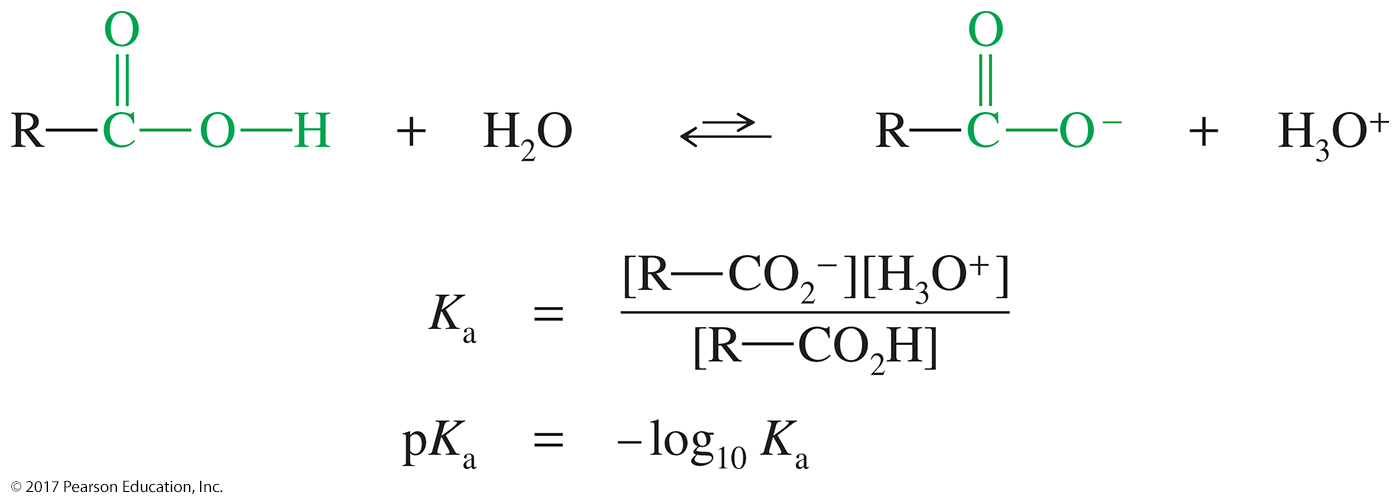 O O
R—C—O—H + H₂O ⇌ R—C—O⁻ + H₃O⁺
[R—CO₂⁻][H₃O⁺]
Kₐ =
[R—CO₂H]
pKₐ = –log₁₀ Kₐ
© 2017 Pearson Education, Inc.